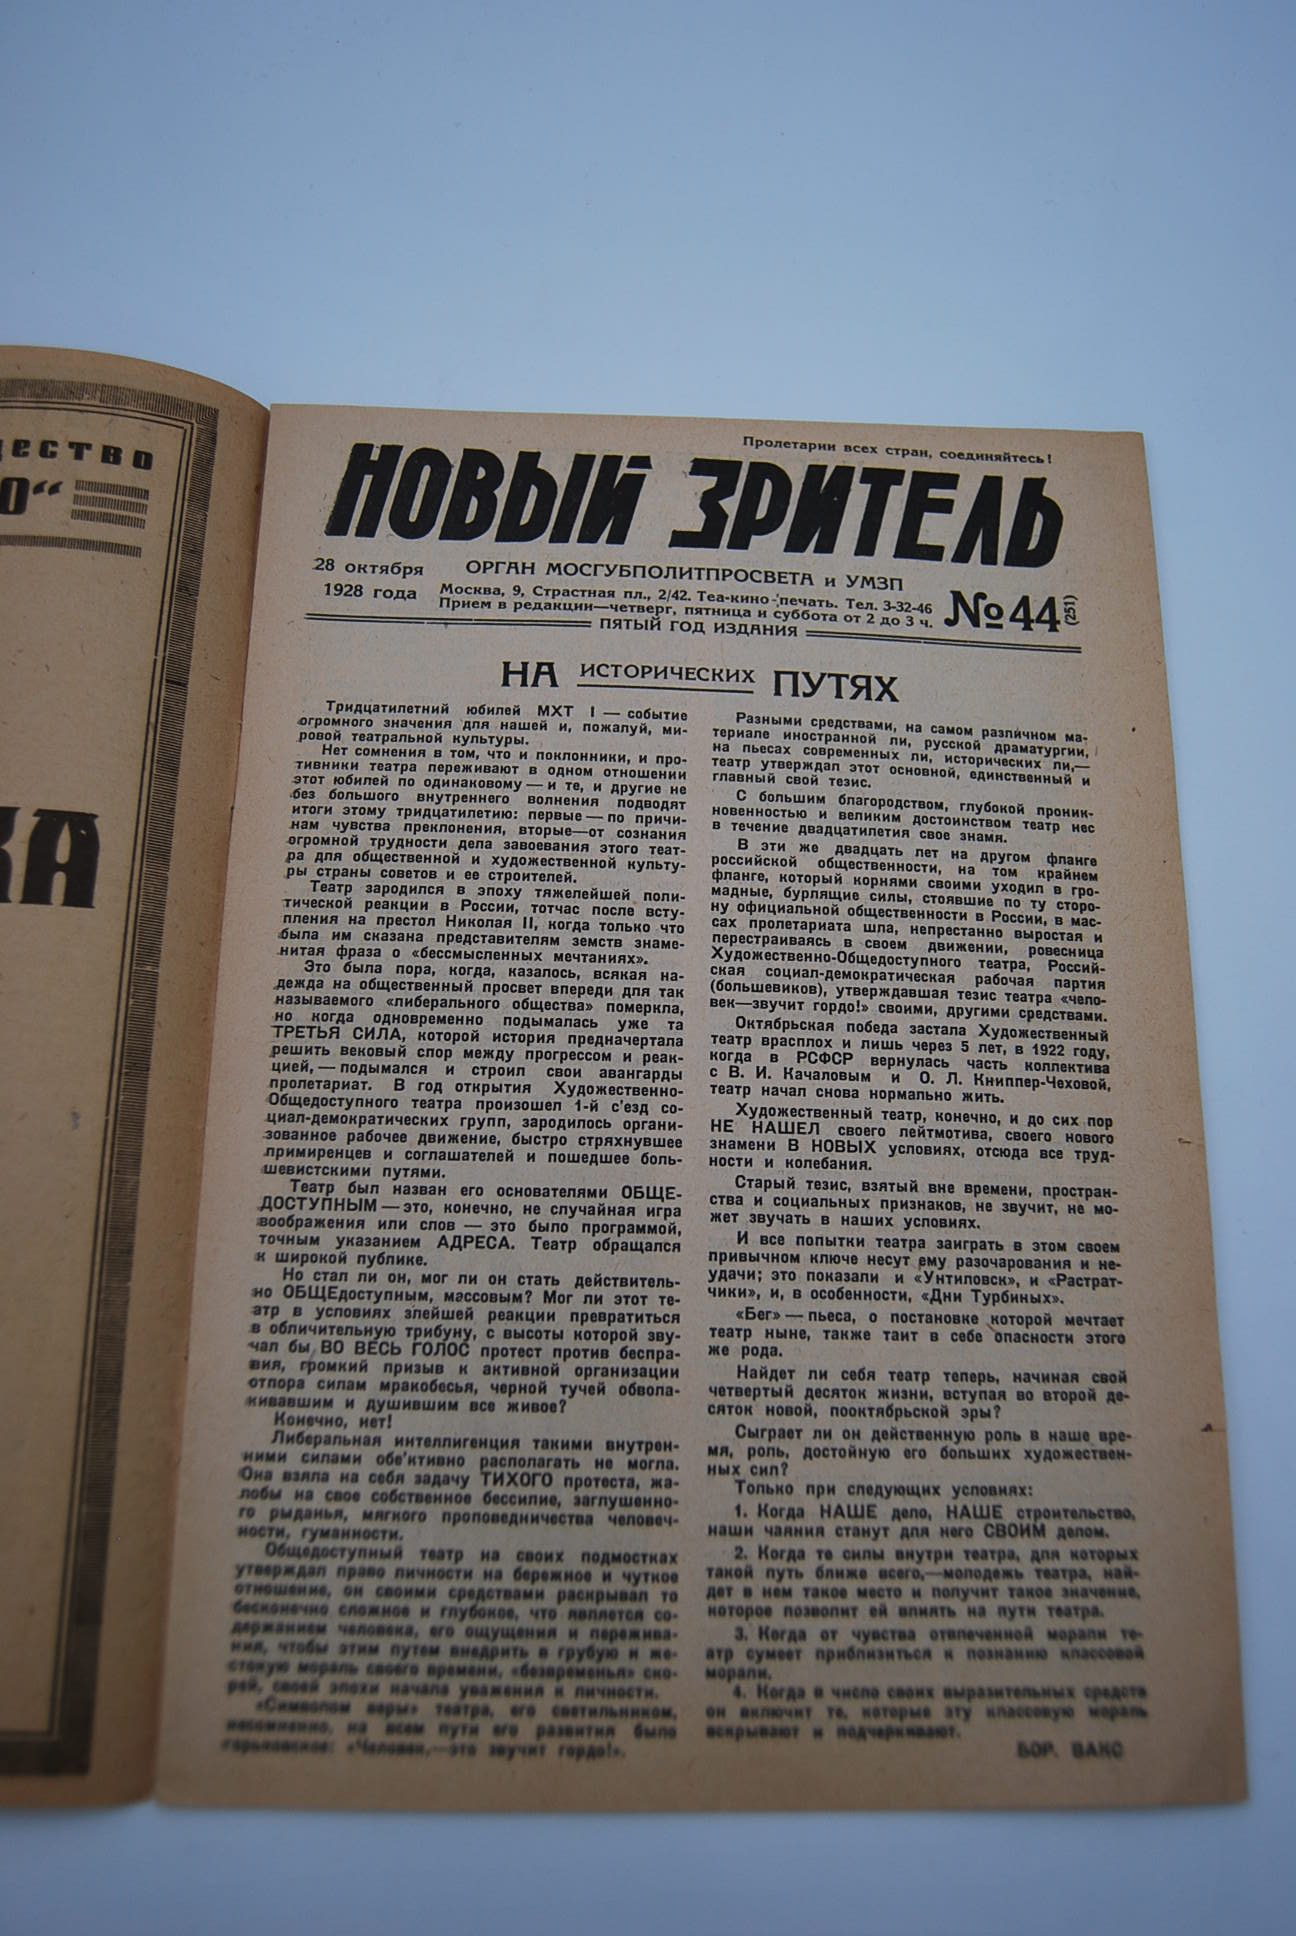 щество
О“
КА
Пролетарии всех стран, соединяйтесь!
НОВЫЙ ЗРИТЕЛЬ
28 октября
1928 года
ОРГАН МОСГУБПОЛИТПРОСВЕТА и УМЗП
Москва, 9, Страстная пл., 2/42. Теа-кино-печать. Тел. 3-32-46
Прием в редакции—четверг, пятница и суббота от 2 до 3 ч.
№ 44
(251)
ПЯТЫЙ ГОД ИЗДАНИЯ
НА ИСТОРИЧЕСКИХ ПУТЯХ
Тридцатилетний юбилей МХТ I — событие
огромного значения для нашей и, пожалуй, ми-
ровой театральной культуры.
Нет сомнения в том, что и поклонники, и про-
тивники театра переживают в одном отношении
этот юбилей по одинаковому — и те, и другие не
без большого внутреннего волнения подводят
итоги этому тридцатилетию: первые — по причи-
нам чувства преклонения, вторые—от сознания
огромной трудности дела завоевания этого теат-
ра для общественной и художественной культу-
ры страны советов и ее строителей.
Театр зародился в эпоху тяжелейшей поли-
тической реакции в России, тотчас после всту-
пления на престол Николая II, когда только что
была им сказана представителям земств знаме-
нитая фраза о «бессмысленных мечтаниях».
Это была пора, когда, казалось, всякая на-
дежда на общественный просвет впереди для так
называемого «либерального общества» померкла,
но когда одновременно подымалась уже та
ТРЕТЬЯ СИЛА, которой история предначертала
решить вековый спор между прогрессом и реак-
цией, — подымался и строил свои авангарды
пролетариат. В год открытия Художественно-
Общедоступного театра произошел 1-й с'езд со-
циал-демократических групп, зародилось органи-
зованное рабочее движение, быстро стряхнувшее
примиренцев и соглашателей и пошедшее боль-
шевистскими путями.
Театр был назван его основателями ОБЩЕ-
ДОСТУПНЫМ — это, конечно, не случайная игра
воображения или слов — это было программой,
точным указанием АДРЕСА. Театр обращался
к широкой публике.
Но стал ли он, мог ли он стать действитель-
но ОБЩЕдоступным, массовым? Мог ли этот те-
атр в условиях злейшей реакции превратиться
в обличительную трибуну, с высоты которой зву-
чал бы ВО ВЕСЬ ГОЛОС протест против беспра-
вия, громкий призыв к активной организации
отпора силам мракобесья, черной тучей обвола-
кивавшим и душившим все живое?
Конечно, нет!
Либеральная интеллигенция такими внутрен-
ними силами обе'ктивно располагать не могла.
Она взяла на себя задачу ТИХОГО протеста, жа-
лобы на свое собственное бессилие, заглушенно-
го рыданья, мягкого проповедничества человеч-
ности, гуманности.
Общедоступный театр на своих подмостках
утверждал право личности на бережное и чуткое
отношение, он своими средствами раскрывал то
бесконечно сложное и глубокое, что является со-
держанием человека, его ощущения и пережива-
ния, чтобы этим путем внедрить в грубую и же-
стокую мораль своего времени, «безвременья» ско-
рей, своей эпохи начала уважения к личности.
«Символом веры» театра, его светильником,
несомненно, на всем пути его развития было
горьковское: «Человек,—это звучит гордо!».
Разными средствами, на самом различном ма-
териале иностранной ли, русской драматургии,
на пьесах современных ли, исторических ли,—
театр утверждал этот основной, единственный и
главный свой тезис.
С большим благородством, глубокой проник-
новенностью и великим достоинством театр нес
в течение двадцатилетия свое знамя.
В эти же двадцать лет на другом фланге
российской общественности, на том крайнем
фланге, который корнями своими уходил в гро-
мадные, бурлящие силы, стоявшие по ту сторо-
ну официальной общественности в России, в мас-
сах пролетариата шла, непрестанно вырастая и
перестраиваясь в своем движении, ровесница
Художественно-Общедоступного театра, Россий-
ская социал-демократическая рабочая партия
(большевиков), утверждавшая тезис театра «чело-
век—звучит гордо!» своими, другими средствами.
Октябрьская победа застала Художественный
театр врасплох и лишь через 5 лет, в 1922 году,
когда в РСФСР вернулась часть коллектива
с В. И. Качаловым и О. Л. Книппер-Чеховой,
театр начал снова нормально жить.
Художественный театр, конечно, и до сих пор
НЕ НАШЕЛ своего лейтмотива, своего нового
знамени В НОВЫХ условиях, отсюда все труд-
ности и колебания.
Старый тезис, взятый вне времени, простран-
ства и социальных признаков, не звучит, не мо-
жет звучать в наших условиях.
И все попытки театра заиграть в этом своем
привычном ключе несут ему разочарования и не-
удачи; это показали и «Унтиловск», и «Растрат-
чики», и, в особенности, «Дни Турбиных».
«Бег» — пьеса, о постановке которой мечтает
театр ныне, также таит в себе опасности этого
же рода.
Найдет ли себя театр теперь, начиная свой
четвертый десяток жизни, вступая во второй де-
сяток новой, пооктябрьской эры?
Сыграет ли он действенную роль в наше вре-
мя, роль, достойную его больших художествен-
ных сил?
Только при следующих условиях:
1. Когда НАШЕ дело, НАШЕ строительство,
наши чаяния станут для него СВОИМ делом.
2. Когда те силы внутри театра, для которых
такой путь ближе всего,—молодежь театра, най-
дет в нем такое место и получит такое значение,
которое позволит ей влиять на пути театра.
3. Когда от чувства отвлеченной морали те-
атр сумеет приблизиться к познанию классовой
морали.
4. Когда в число своих выразительных средств
он включит те, которые эту классовую мораль
вскрывают и подчеркивают.
БОР. ВАКС